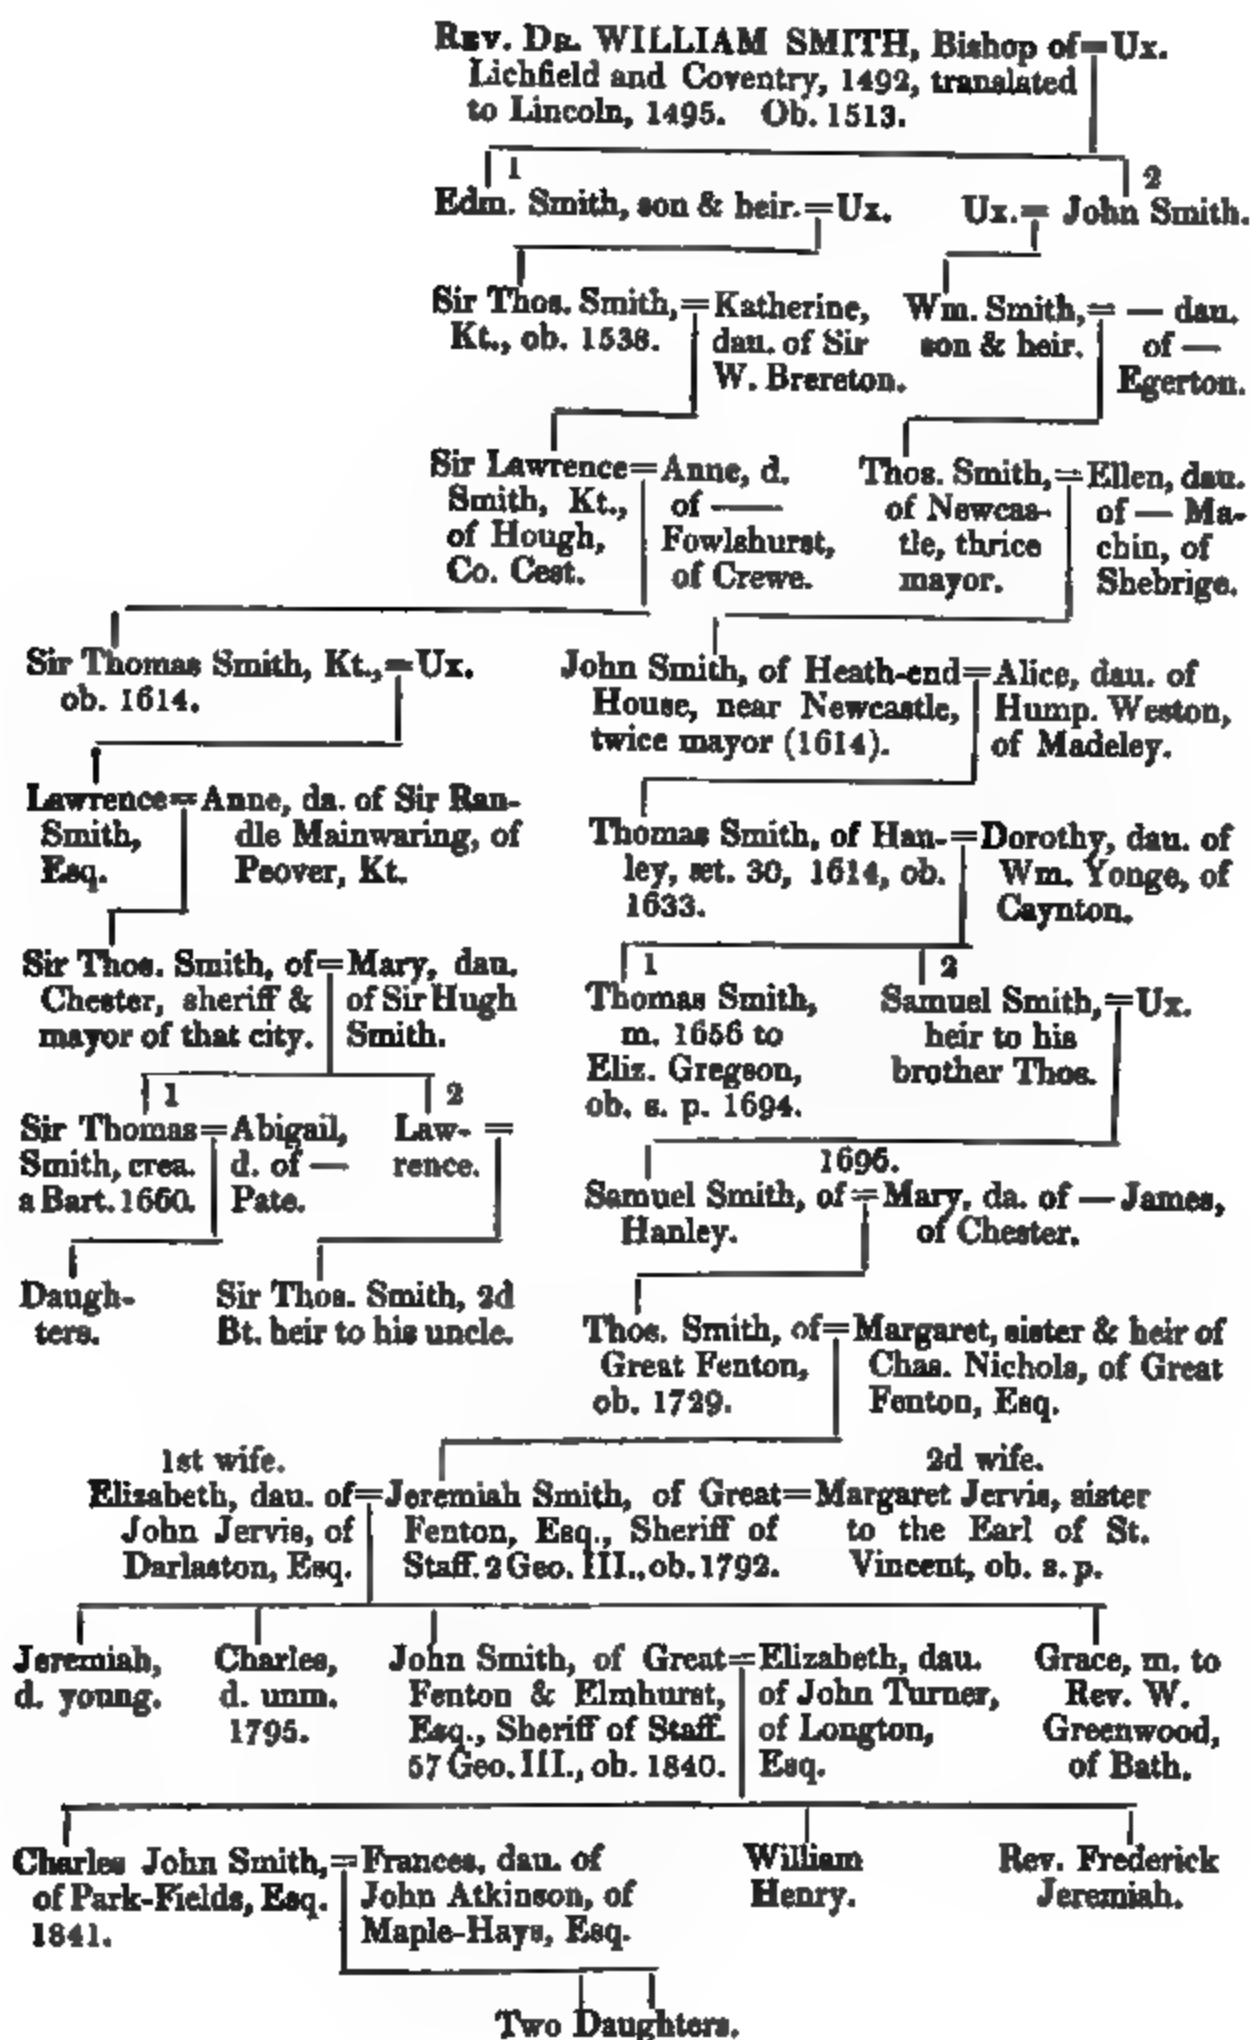 REV. DR. WILLIAM SMITH, Bishop of = Ux.
Lichfield and Coventry, 1492, translated
to Lincoln, 1495. Ob. 1513.
1
2
Edm. Smith, son & heir. = Ux.
Ux. = John Smith.
Sir Thos. Smith, =
Kt., ob. 1538.
Katherine,
dau. of Sir
W. Brereton.
Wm. Smith, =
son & heir.
— dau.
of —
Egerton.
Sir Lawrence =
Smith, Kt.,
of Hough,
Co. Cest.
Anne, d.
of ——
Fowlshurst,
of Crewe.
Thos. Smith, =
of Newcas-
tle, thrice
mayor.
Ellen, dau.
of — Ma-
chin, of
Shebrige.
Sir Thomas Smith, Kt., = Ux.
ob. 1614.
John Smith, of Heath-end =
House, near Newcastle,
twice mayor (1614).
Alice, dau. of
Hump. Weston,
of Madeley.
Lawrence =
Smith,
Esq.
Anne, da. of Sir Ran-
dle Mainwaring, of
Peover, Kt.
Thomas Smith, of Han- =
ley, æt. 30, 1614, ob.
1633.
Dorothy, dau. of
Wm. Yonge, of
Caynton.
Sir Thos. Smith, of =
Chester, sheriff &
mayor of that city.
Mary, dau.
of Sir Hugh
Smith.
1
Thomas Smith,
m. 1656 to
Eliz. Gregson,
ob. s. p. 1694.
2
Samuel Smith, = Ux.
heir to his
brother Thos.
1
Sir Thomas =
Smith, crea.
a Bart. 1660.
Abigail,
d. of —
Pate.
2
Law- =
rence.
1696.
Samuel Smith, of =
Hanley.
Mary, da. of — James,
of Chester.
Daugh-
ters.
Sir Thos. Smith, 2d
Bt. heir to his uncle.
Thos. Smith, of =
Great Fenton,
ob. 1729.
Margaret, sister & heir of
Chas. Nichols, of Great
Fenton, Esq.
1st wife.
Elizabeth, dau. of =
John Jervis, of
Darlaston, Esq.
Jeremiah Smith, of Great =
Fenton, Esq., Sheriff of
Staff. 2 Geo. III., ob. 1792.
2d wife.
Margaret Jervis, sister
to the Earl of St.
Vincent, ob. s. p.
Jeremiah,
d. young.
Charles,
d. unm.
1795.
John Smith, of Great =
Fenton & Elmhurst,
Esq., Sheriff of Staff.
57 Geo. III., ob. 1840.
Elizabeth, dau.
of John Turner,
of Longton,
Esq.
Grace, m. to
Rev. W.
Greenwood,
of Bath.
Charles John Smith, =
of Park-Fields, Esq.
1841.
Frances, dau. of
John Atkinson, of
Maple-Hays, Esq.
William
Henry.
Rev. Frederick
Jeremiah.
Two Daughters.